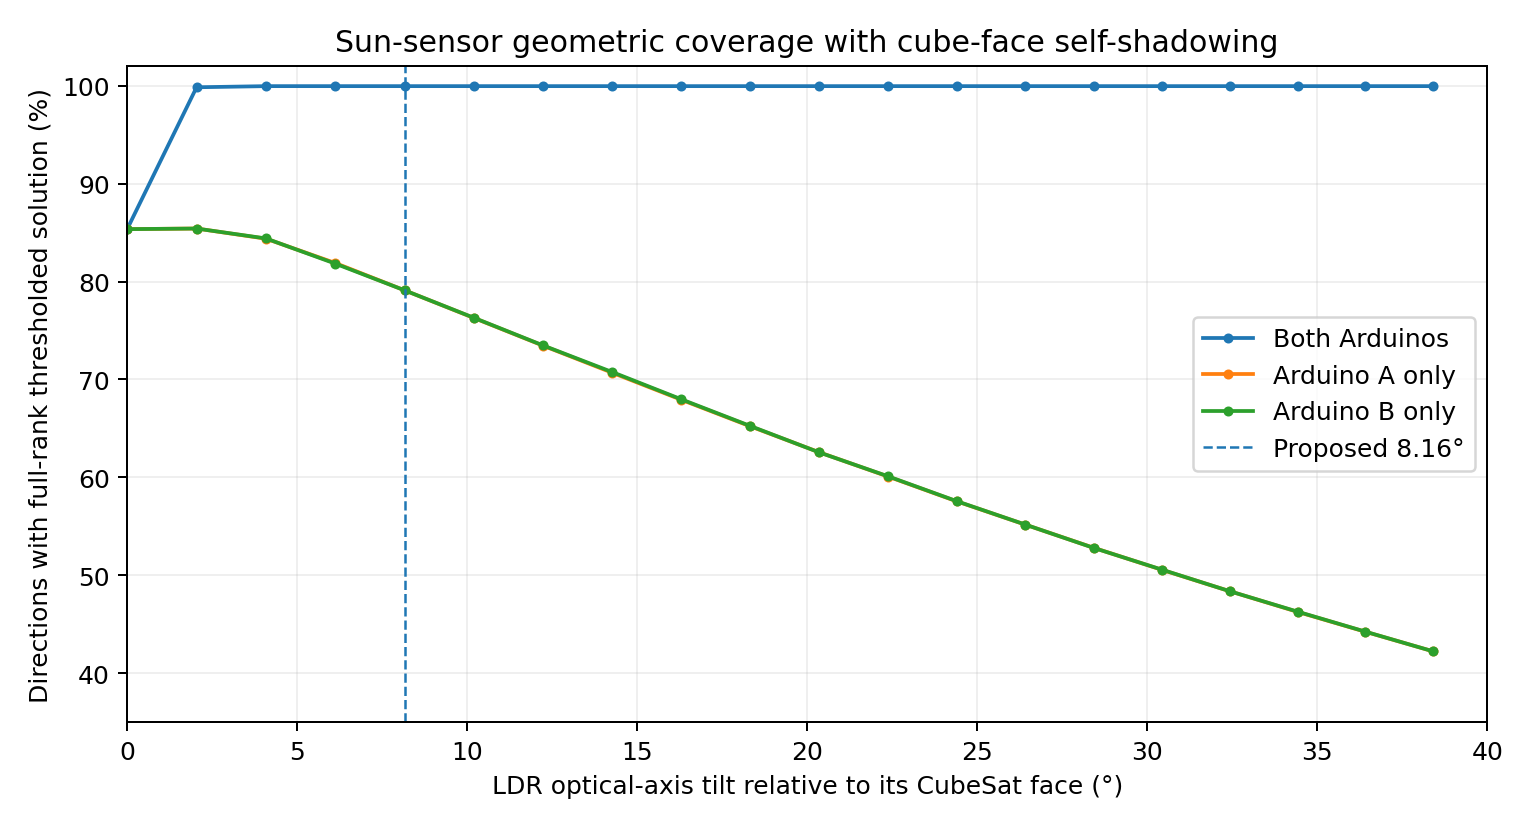 Sun-sensor geometric coverage with cube-face self-shadowing
Directions with full-rank thresholded solution (%)
100
90
80
70
60
50
40
Both Arduinos
Arduino A only
Arduino B only
Proposed 8.16°
0 5 10 15 20 25 30 35 40
LDR optical-axis tilt relative to its CubeSat face (°)